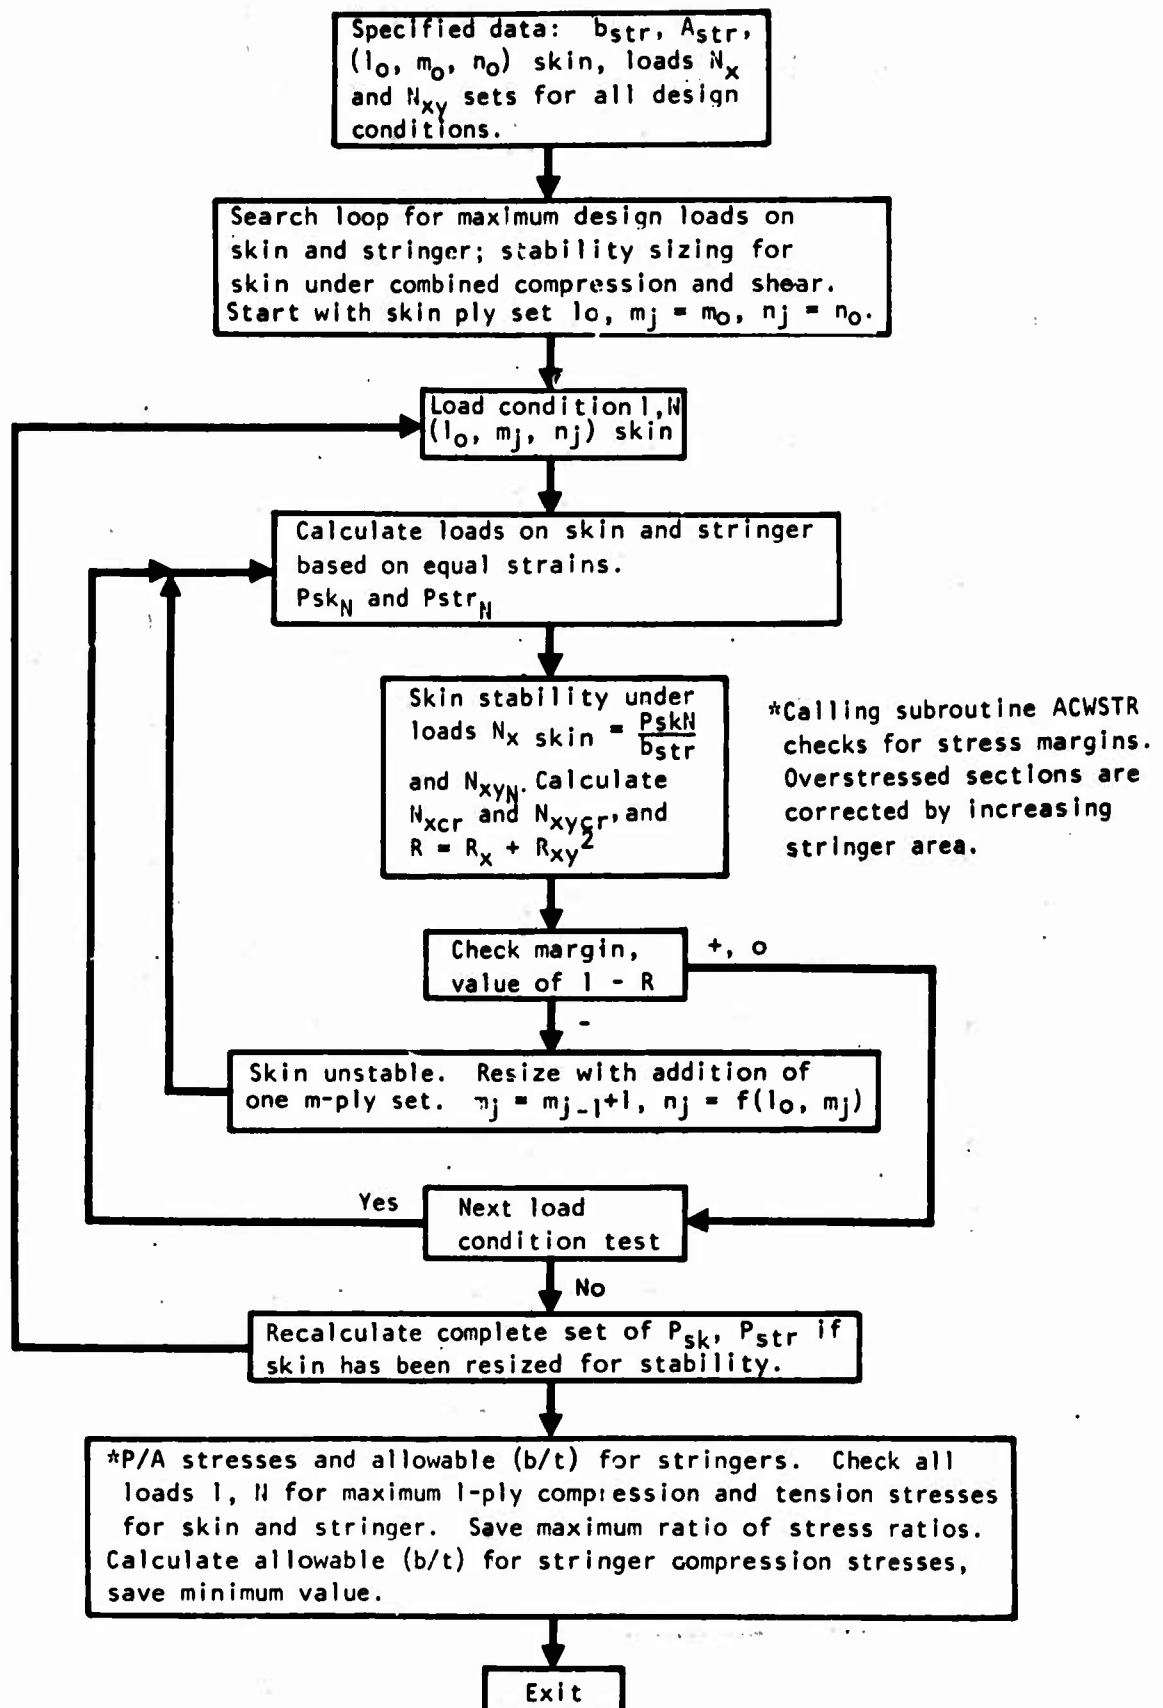 Specified data: bstr, Astr,
(lo, mo, no) skin, loads Nx
and Nxy sets for all design
conditions.
Search loop for maximum design loads on
skin and stringer; stability sizing for
skin under combined compression and shear.
Start with skin ply set lo, mj = mo, nj = no.
Load condition 1,N
(lo, mj, nj) skin
Calculate loads on skin and stringer
based on equal strains.
PskN and PstrN
Skin stability under
loads Nx skin = PskN
bstr
and NxyN. Calculate
Nxcr and Nxycr, and
R = Rx + Rxy²
*Calling subroutine ACWSTR
checks for stress margins.
Overstressed sections are
corrected by increasing
stringer area.
Check margin,
value of 1 - R
+, o
-
Skin unstable. Resize with addition of
one m-ply set. mj = mj-1+1, nj = f(lo, mj)
Yes
Next load
condition test
No
Recalculate complete set of Psk, Pstr if
skin has been resized for stability.
*P/A stresses and allowable (b/t) for stringers. Check all
loads 1, N for maximum 1-ply compression and tension stresses
for skin and stringer. Save maximum ratio of stress ratios.
Calculate allowable (b/t) for stringer compression stresses,
save minimum value.
Exit